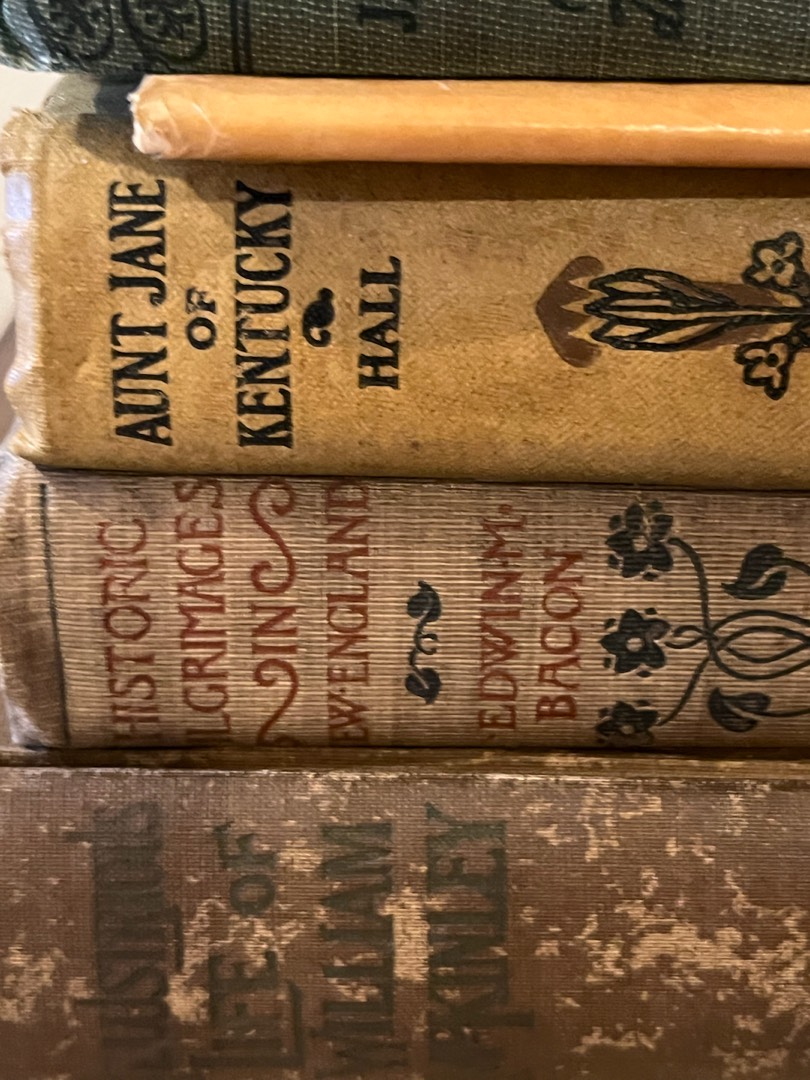 AUNT JANE
OF
KENTUCKY
HALL
HISTORIC
LGRIMAGES
IN
EW·ENGLAND
EDWIN·M·
BACON
LIFE OF
WILLIAM
KINLEY